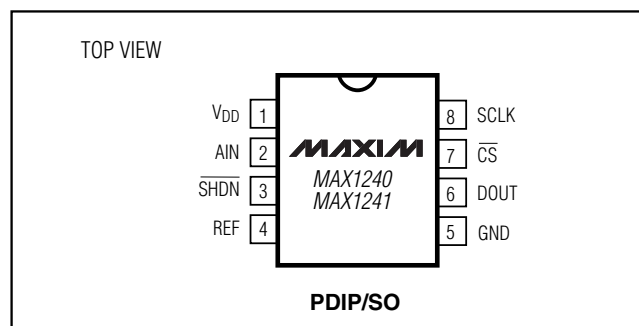 TOP VIEW
VDD 1
AIN 2
SHDN 3
REF 4
MAXIM
MAX1240
MAX1241
8 SCLK
7 CS
6 DOUT
5 GND
PDIP/SO